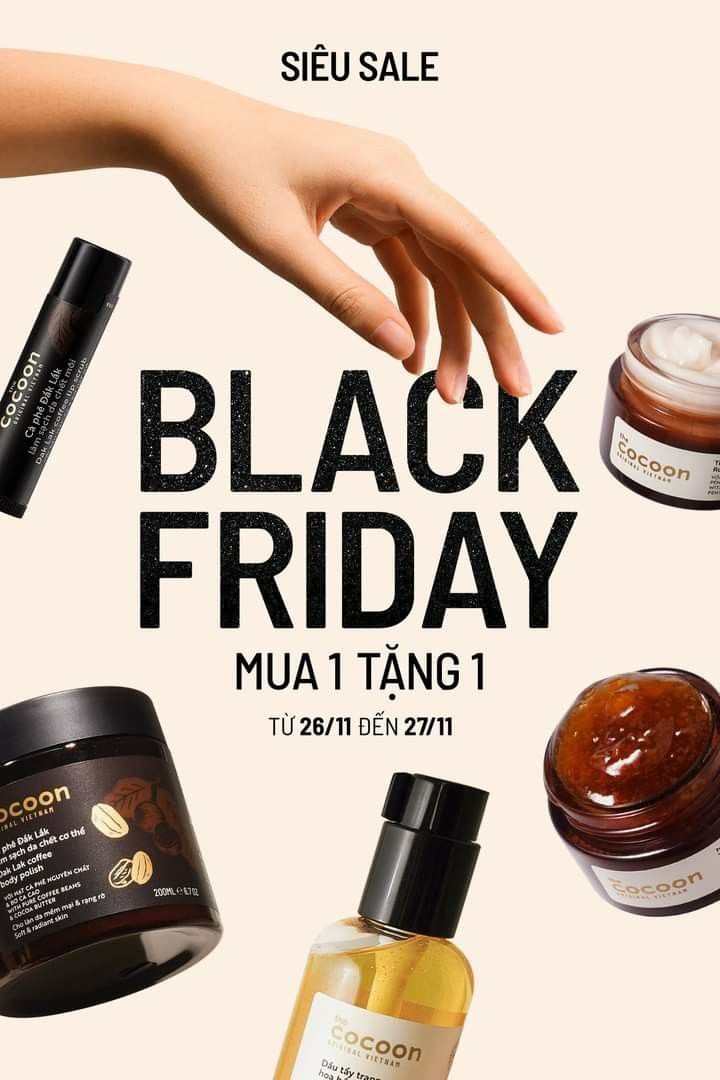 SIÊU SALE
BLACK
FRIDAY
MUA 1 TẶNG 1
TỪ 26/11 ĐẾN 27/11
the
cocoon
ORIGINAL VIETNAM
Cà phê Đắk Lắk
làm sạch da chết môi
Dak Lak coffee lip scrub
the
cocoon
ORIGINAL VIETNAM
cocoon
ORIGINAL VIETNAM
phê Đắk Lắk
làm sạch da chết cơ thể
Dak Lak coffee
body polish
VỚI HẠT CÀ PHÊ NGUYÊN CHẤT
& BƠ CA CAO
WITH PURE COFFEE BEANS
& COCOA BUTTER
Cho làn da mềm mại & rạng rỡ
Soft & radiant skin
200ML ℮ 6.7 OZ
the
cocoon
ORIGINAL VIETNAM
the
cocoon
ORIGINAL VIETNAM
Dầu tẩy trang
hoa